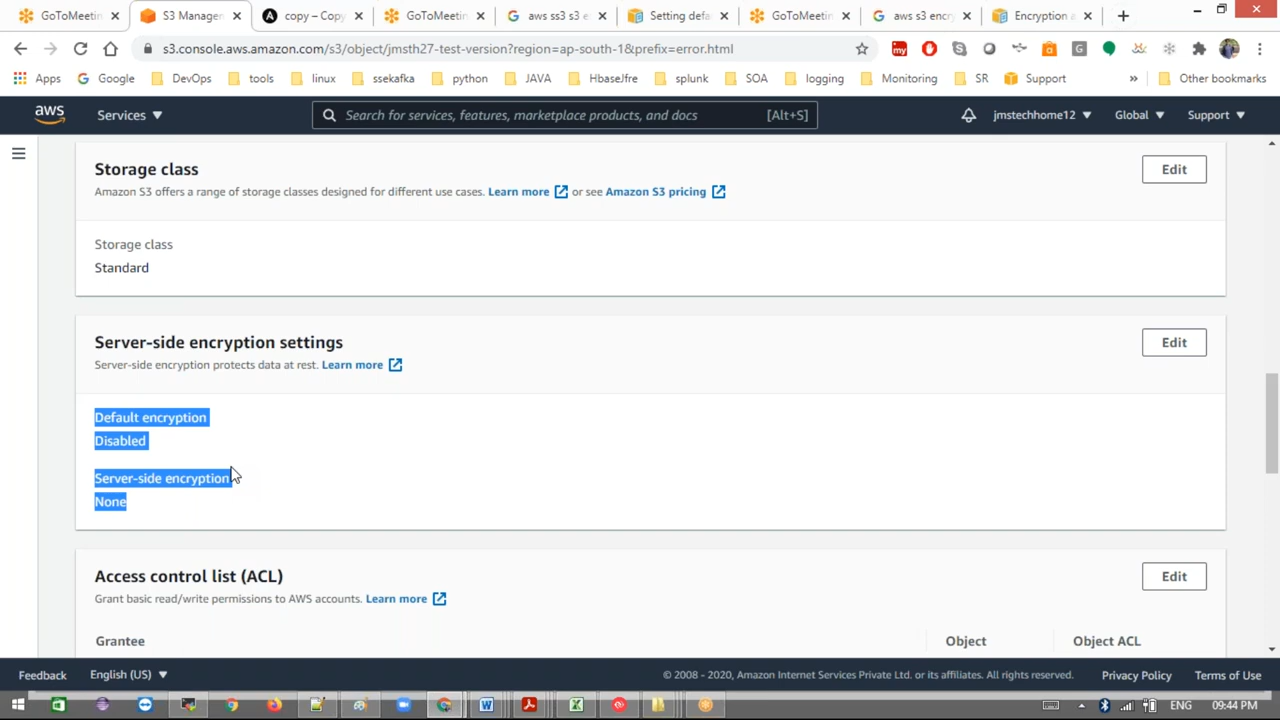 GoToMeetin
S3 Manage
copy – Cop
GoToMeetin
aws ss3 s3 e
Setting defa
GoToMeetin
aws s3 encry
Encryption a
s3.console.aws.amazon.com/s3/object/jmsth27-test-version?region=ap-south-1&prefix=error.html
Apps
Google
DevOps
tools
linux
ssekafka
python
JAVA
Hbase/fre
splunk
SOA
logging
Monitoring
SR
Support
»
Other bookmarks
aws
Services
Search for services, features, marketplace products, and docs
[Alt+S]
jmstechhome12
Global
Support
Storage class
Edit
Amazon S3 offers a range of storage classes designed for different use cases. Learn more or see Amazon S3 pricing
Storage class
Standard
Server-side encryption settings
Edit
Server-side encryption protects data at rest. Learn more
Default encryption
Disabled
Server-side encryption
None
Access control list (ACL)
Edit
Grant basic read/write permissions to AWS accounts. Learn more
Grantee
Object
Object ACL
Feedback
English (US)
© 2008 - 2020, Amazon Internet Services Private Ltd. or its affiliates. All rights reserved.
Privacy Policy
Terms of Use
ENG
09:44 PM